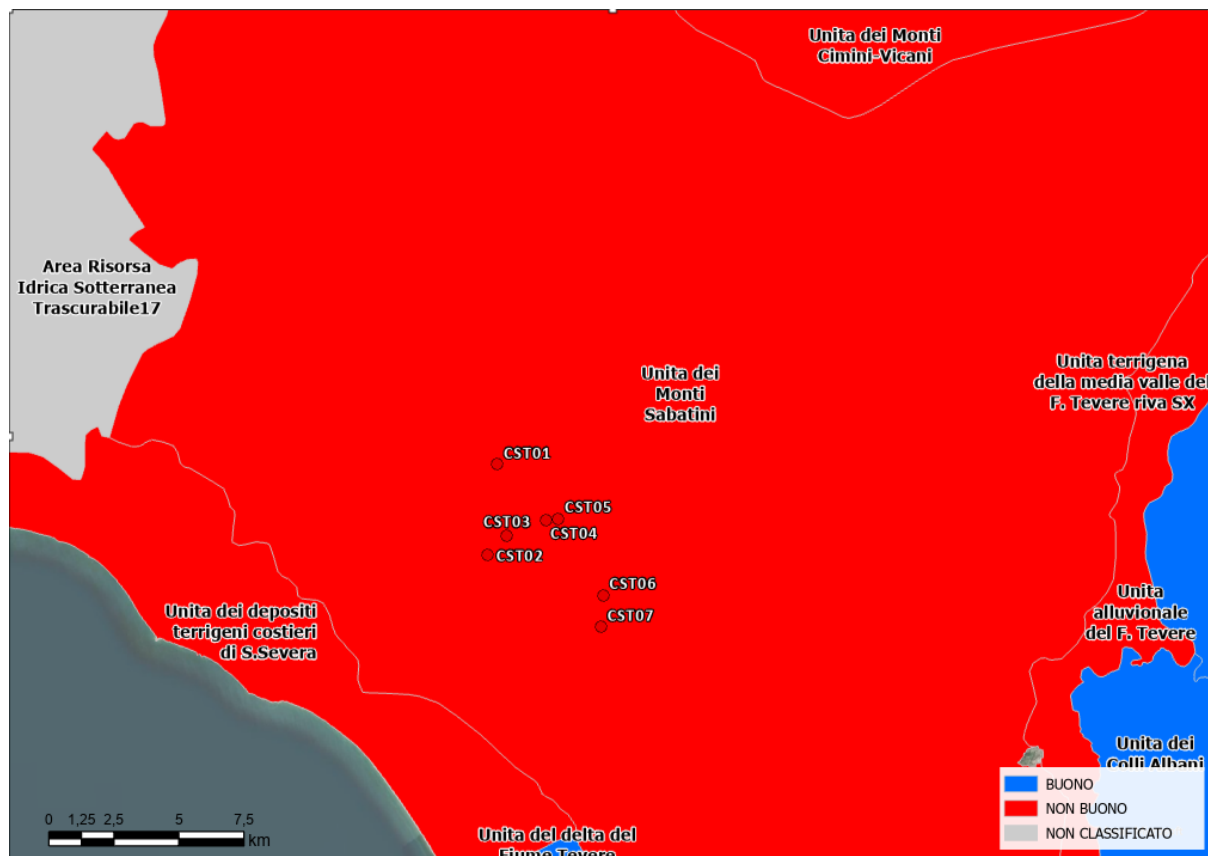 Unita dei Monti
Cimini-Vicani
Area Risorsa
Idrica Sotterranea
Trascurabile17
Unita dei
Monti
Sabatini
Unita terrigena
della media valle del
F. Tevere riva SX
CST01
CST05
CST03
CST04
CST02
CST06
CST07
Unita dei depositi
terrigeni costieri
di S.Severa
Unita
alluvionale
del F. Tevere
Unita dei
Colli Albani
Unita del delta del
Fiume Tevere
BUONO
NON BUONO
NON CLASSIFICATO
0 1,25 2,5 5 7,5
km